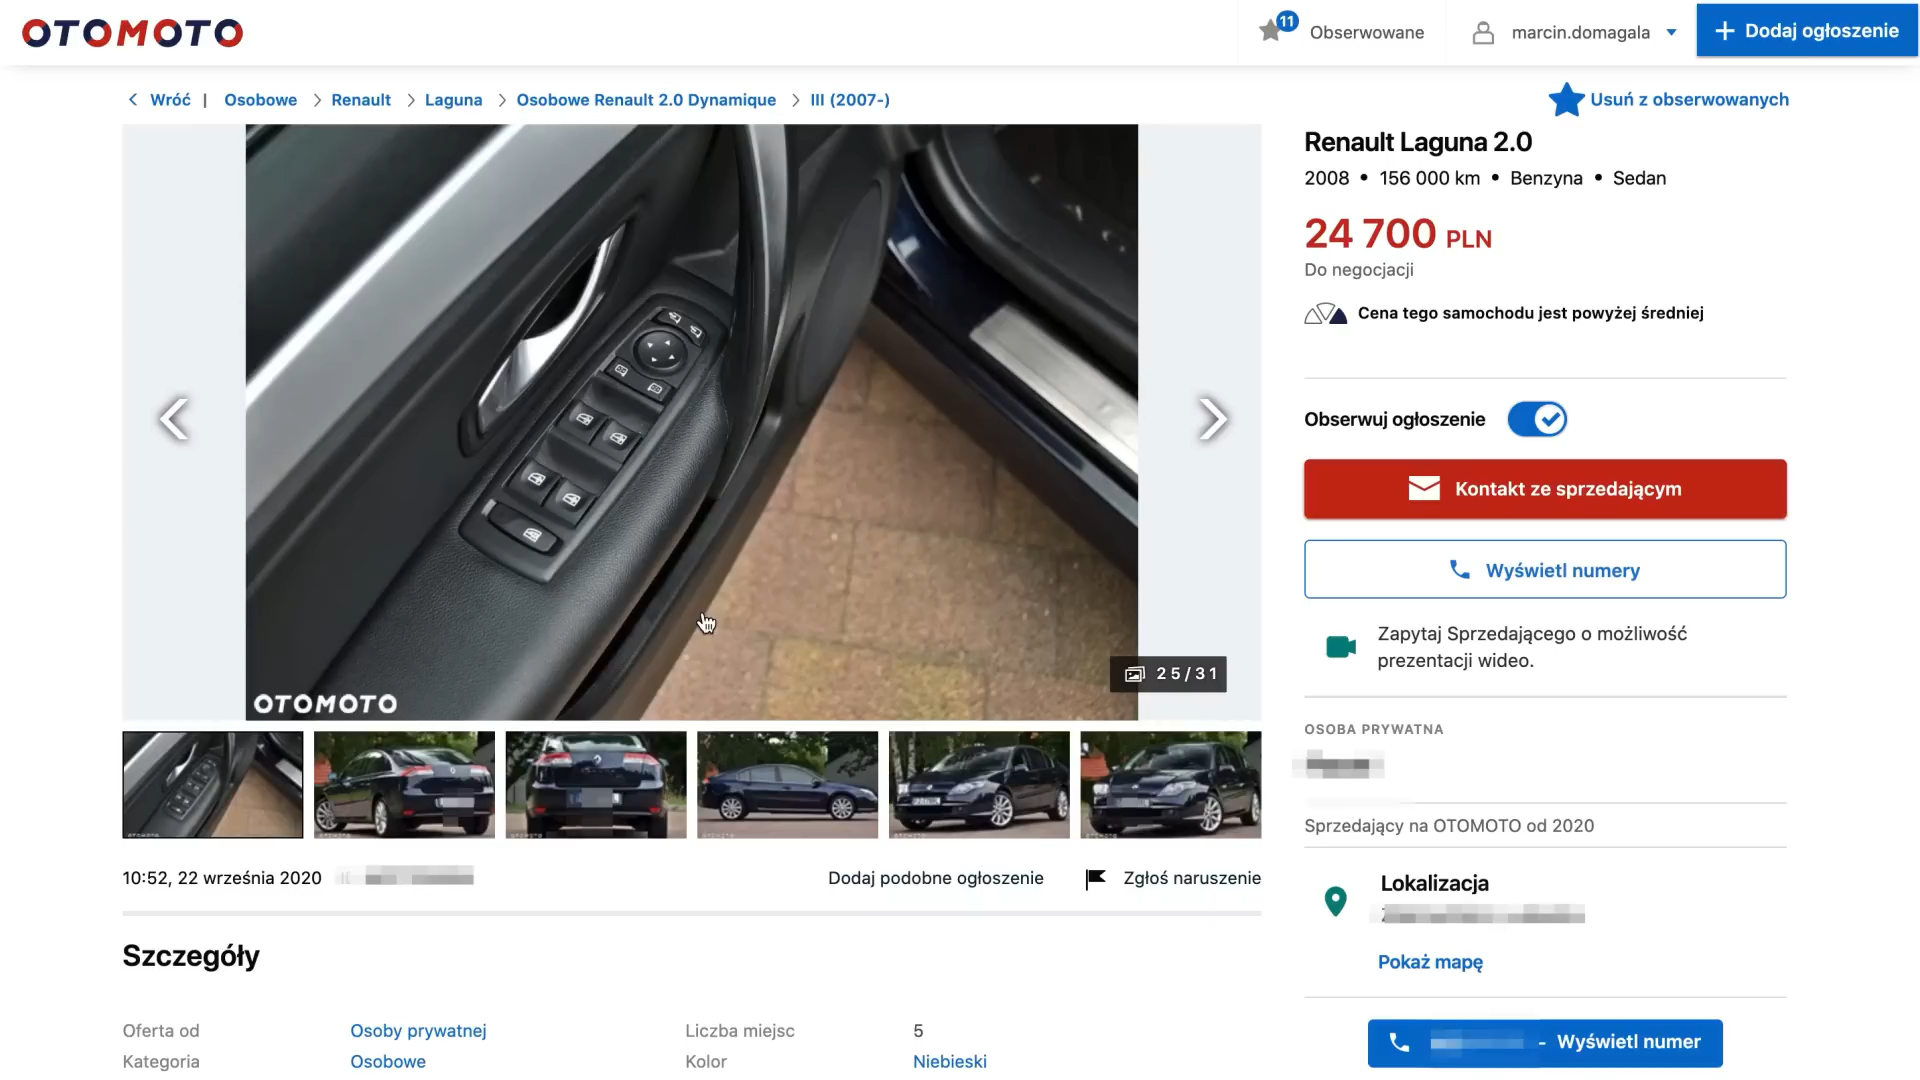 OTOMOTO
11
Obserwowane
marcin.domagala
+ Dodaj ogłoszenie
Wróć | Osobowe > Renault > Laguna > Osobowe Renault 2.0 Dynamique > III (2007-)
Usuń z obserwowanych
Renault Laguna 2.0
2008 • 156 000 km • Benzyna • Sedan
24 700 PLN
Do negocjacji
Cena tego samochodu jest powyżej średniej
Obserwuj ogłoszenie
Kontakt ze sprzedającym
Wyświetl numery
Zapytaj Sprzedającego o możliwość
prezentacji wideo.
OSOBA PRYWATNA
Sprzedający na OTOMOTO od 2020
Lokalizacja
Pokaż mapę
- Wyświetl numer
25/31
OTOMOTO
10:52, 22 września 2020
Dodaj podobne ogłoszenie
Zgłoś naruszenie
Szczegóły
Oferta od Osoby prywatnej
Liczba miejsc 5
Kategoria Osobowe
Kolor Niebieski